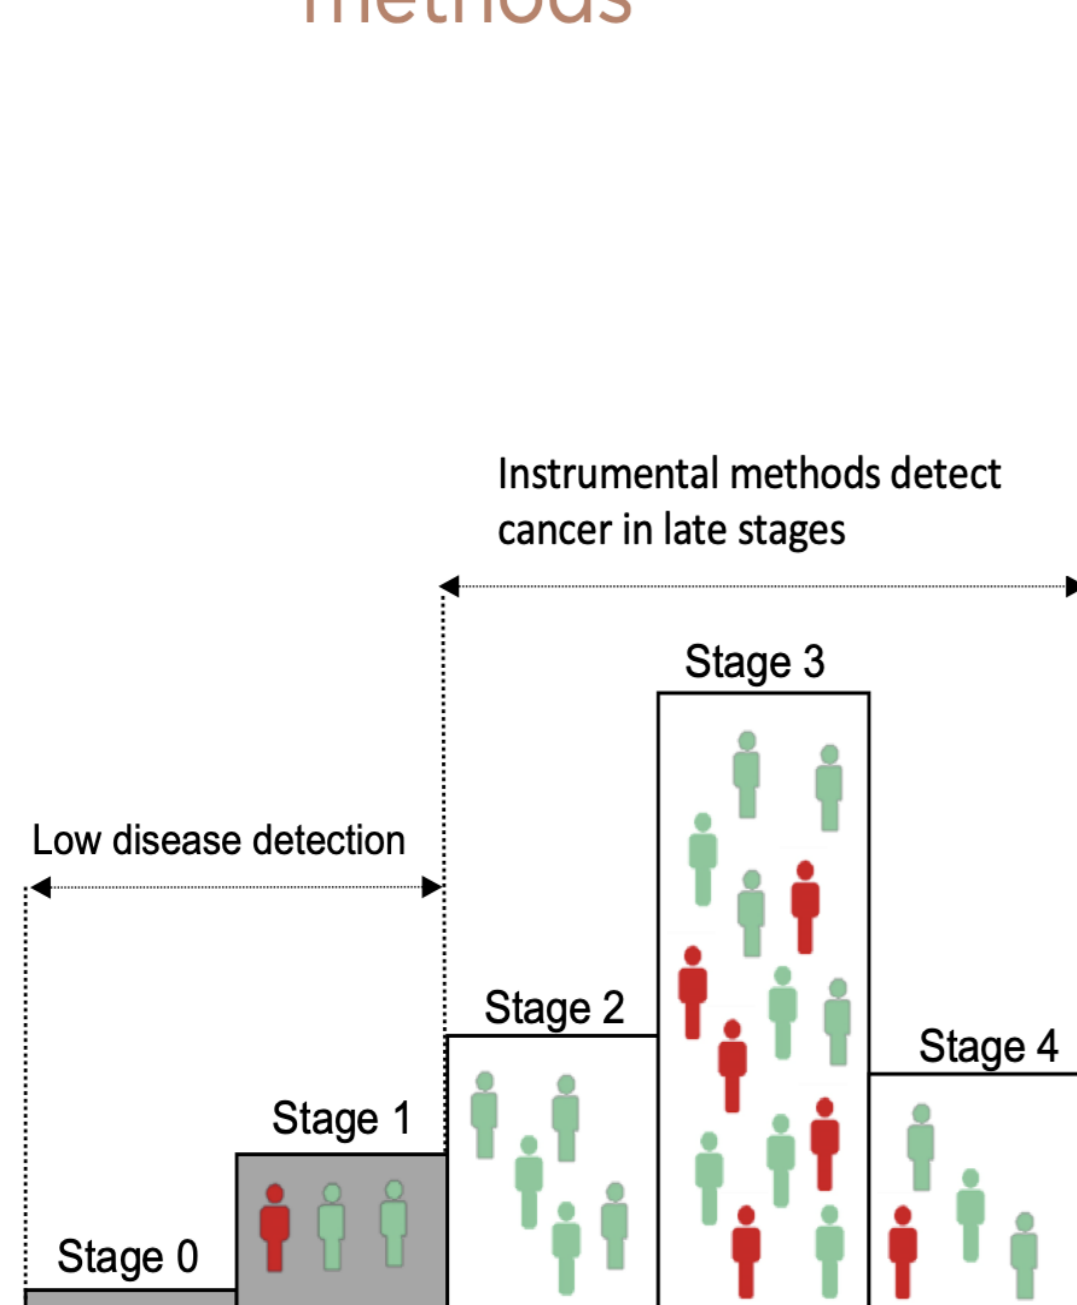 methods
Instrumental methods detect
cancer in late stages
Stage 3
Low disease detection
Stage 2
Stage 4
Stage 1
Stage 0